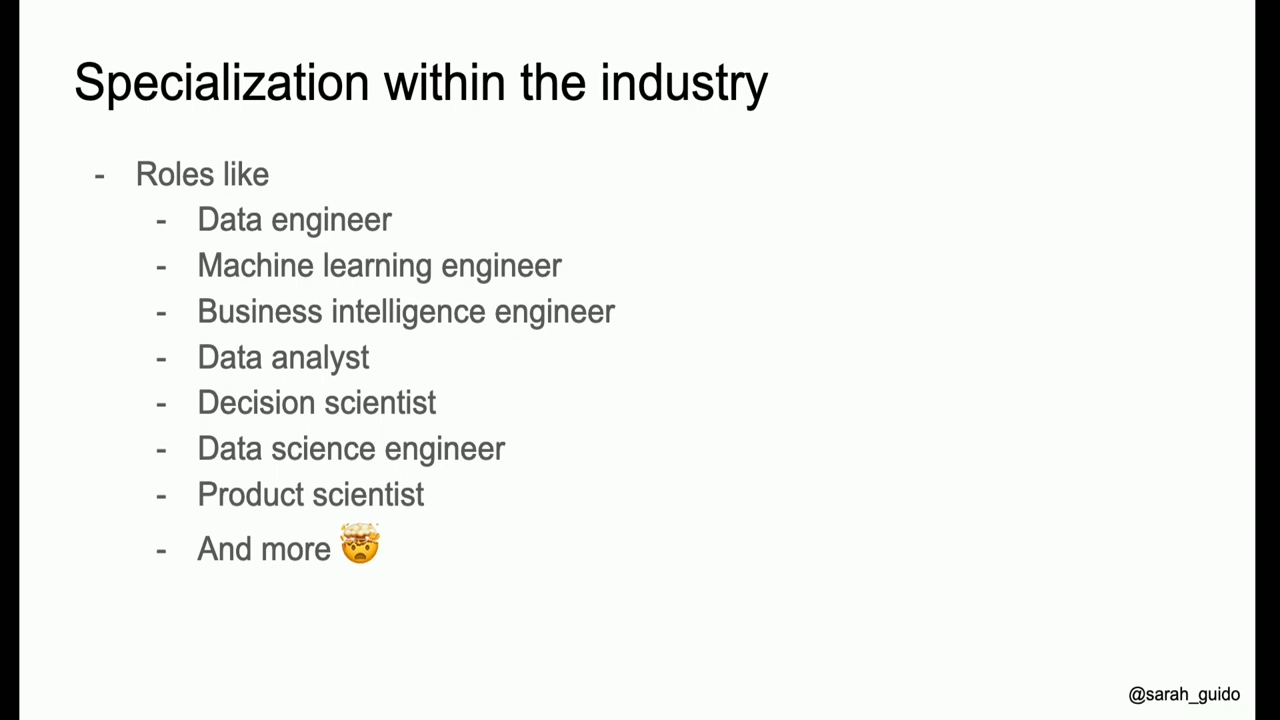 Specialization within the industry
- Roles like
- Data engineer
- Machine learning engineer
- Business intelligence engineer
- Data analyst
- Decision scientist
- Data science engineer
- Product scientist
- And more 🤯
@sarah_guido